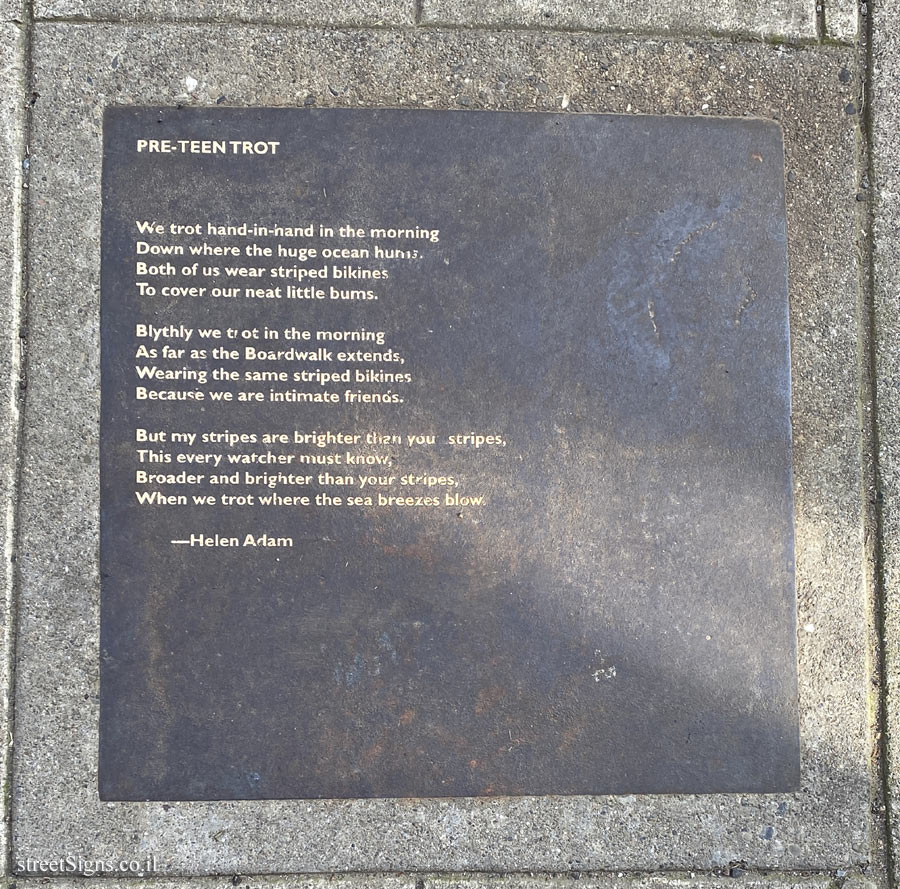 PRE-TEEN TROT
We trot hand-in-hand in the morning
Down where the huge ocean hums.
Both of us wear striped bikines
To cover our neat little bums.
Blythly we trot in the morning
As far as the Boardwalk extends,
Wearing the same striped bikines
Because we are intimate friends.
But my stripes are brighter than your stripes,
This every watcher must know,
Broader and brighter than your stripes,
When we trot where the sea breezes blow.
—Helen Adam
streetSigns.co.il